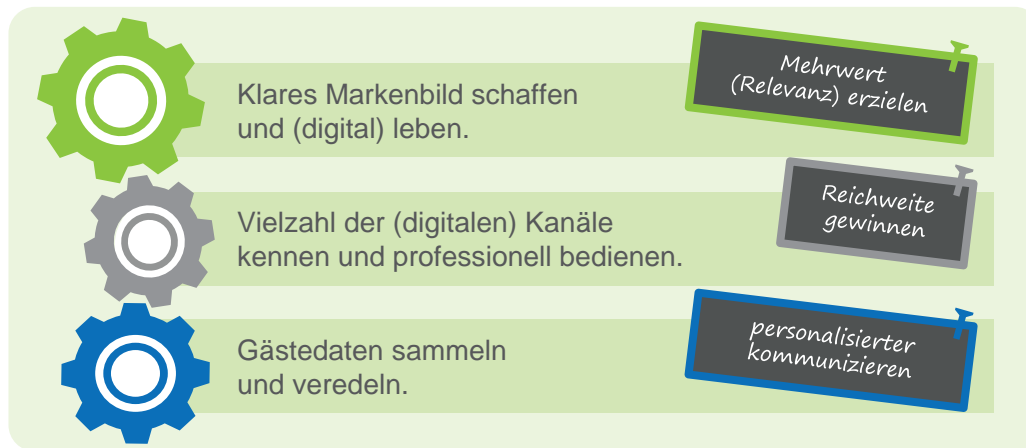 Klares Markenbild schaffen
und (digital) leben.
Mehrwert
(Relevanz) erzielen
Vielzahl der (digitalen) Kanäle
kennen und professionell bedienen.
Reichweite
gewinnen
Gästedaten sammeln
und veredeln.
personalisierter
kommunizieren